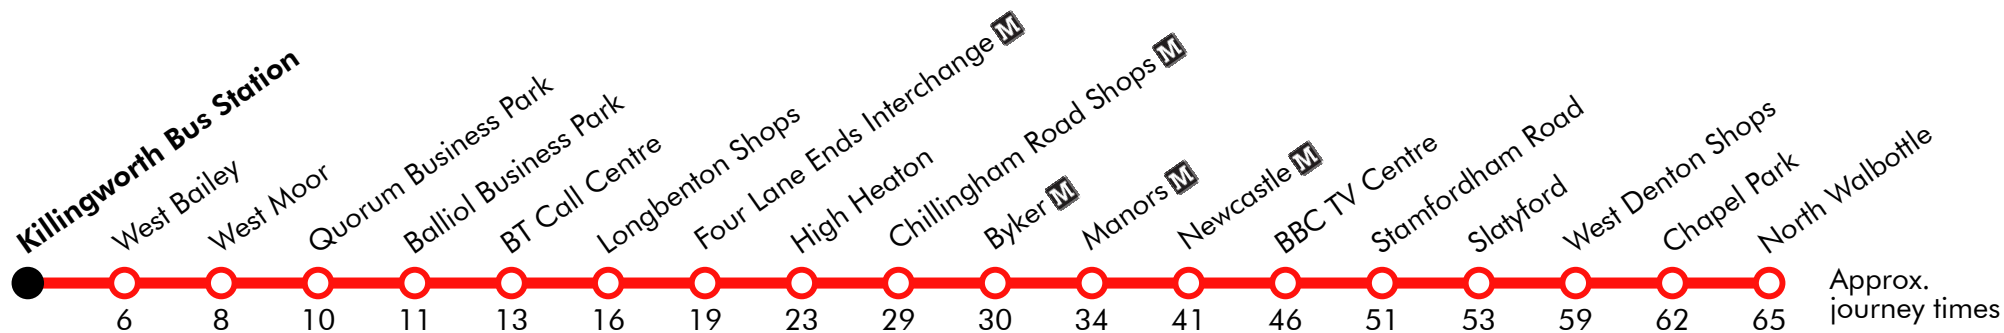 Killingworth Bus Station
West Bailey
West Moor
Quorum Business Park
Balliol Business Park
BT Call Centre
Longbenton Shops
Four Lane Ends Interchange M
High Heaton
Chillingham Road Shops M
Byker M
Manors M
Newcastle M
BBC TV Centre
Stamfordham Road
Slatyford
West Denton Shops
Chapel Park
North Walbottle
6 8 10 11 13 16 19 23 29 30 34 41 46 51 53 59 62 65
Approx.
journey times